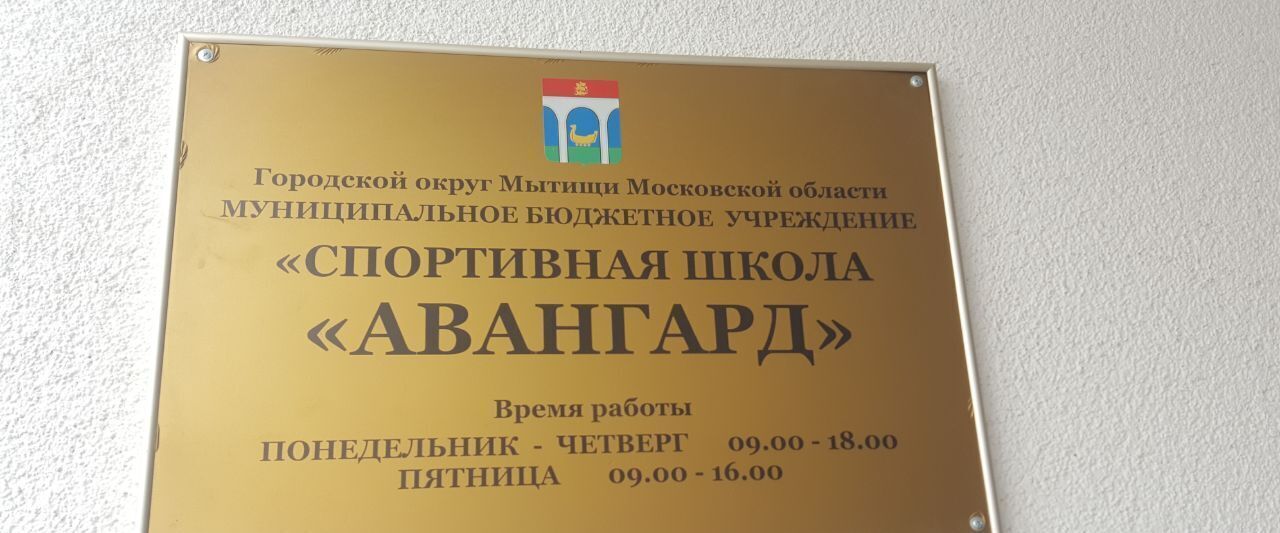 Городской округ Мытищи Московской области
МУНИЦИПАЛЬНОЕ БЮДЖЕТНОЕ УЧРЕЖДЕНИЕ
«СПОРТИВНАЯ ШКОЛА
«АВАНГАРД»
Время работы
ПОНЕДЕЛЬНИК - ЧЕТВЕРГ 09.00 - 18.00
ПЯТНИЦА 09.00 - 16.00